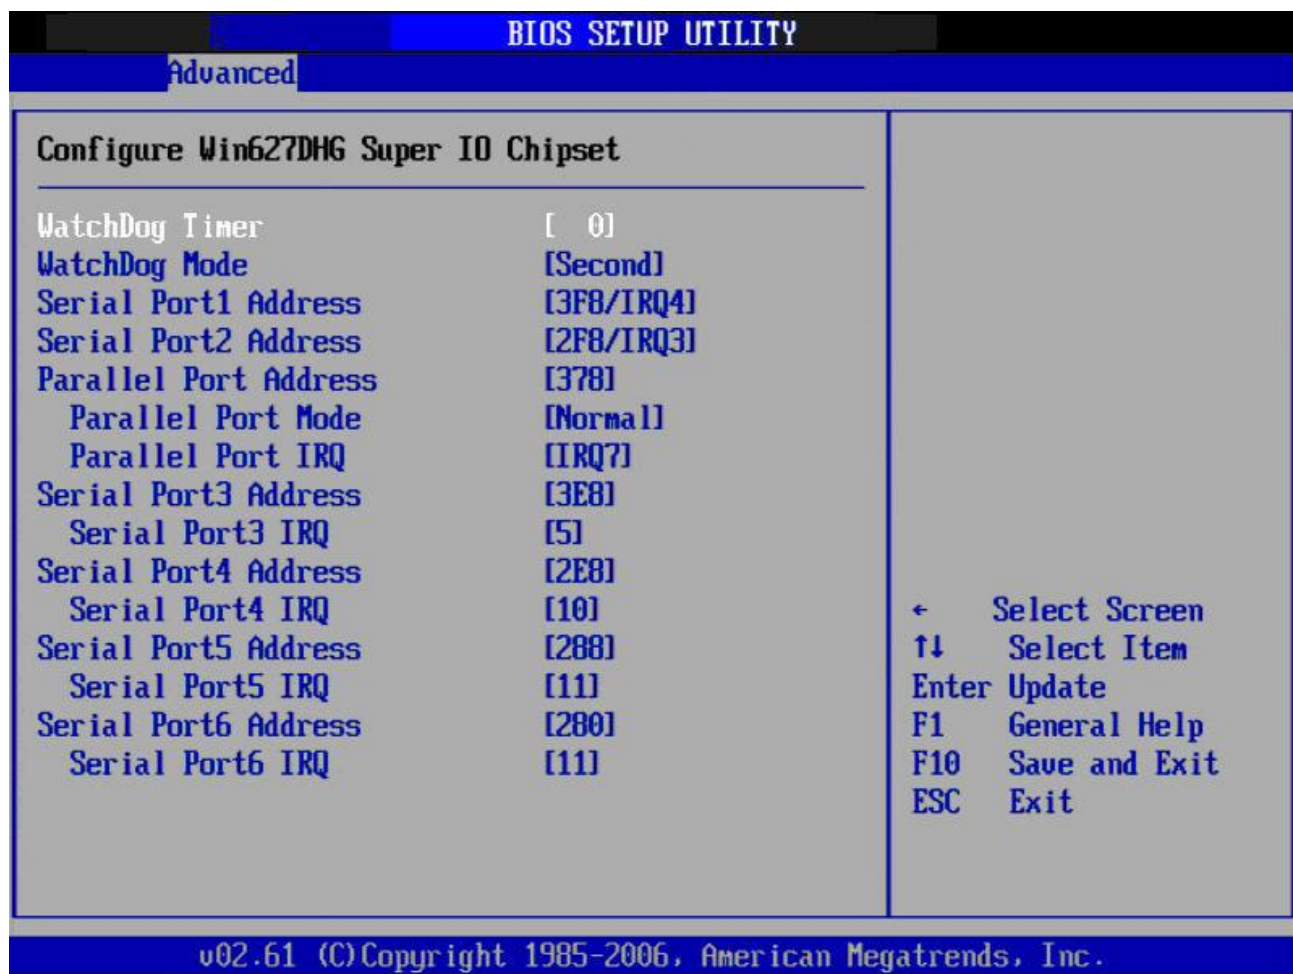 BIOS SETUP UTILITY
Advanced
Configure Win627DHG Super IO Chipset
WatchDog Timer [ 0]
WatchDog Mode [Second]
Serial Port1 Address [3F8/IRQ4]
Serial Port2 Address [2F8/IRQ3]
Parallel Port Address [378]
Parallel Port Mode [Normal]
Parallel Port IRQ [IRQ7]
Serial Port3 Address [3E8]
Serial Port3 IRQ [5]
Serial Port4 Address [2E8]
Serial Port4 IRQ [10]
Serial Port5 Address [288]
Serial Port5 IRQ [11]
Serial Port6 Address [280]
Serial Port6 IRQ [11]
← Select Screen
↑↓ Select Item
Enter Update
F1 General Help
F10 Save and Exit
ESC Exit
v02.61 (C)Copyright 1985-2006, American Megatrends, Inc.